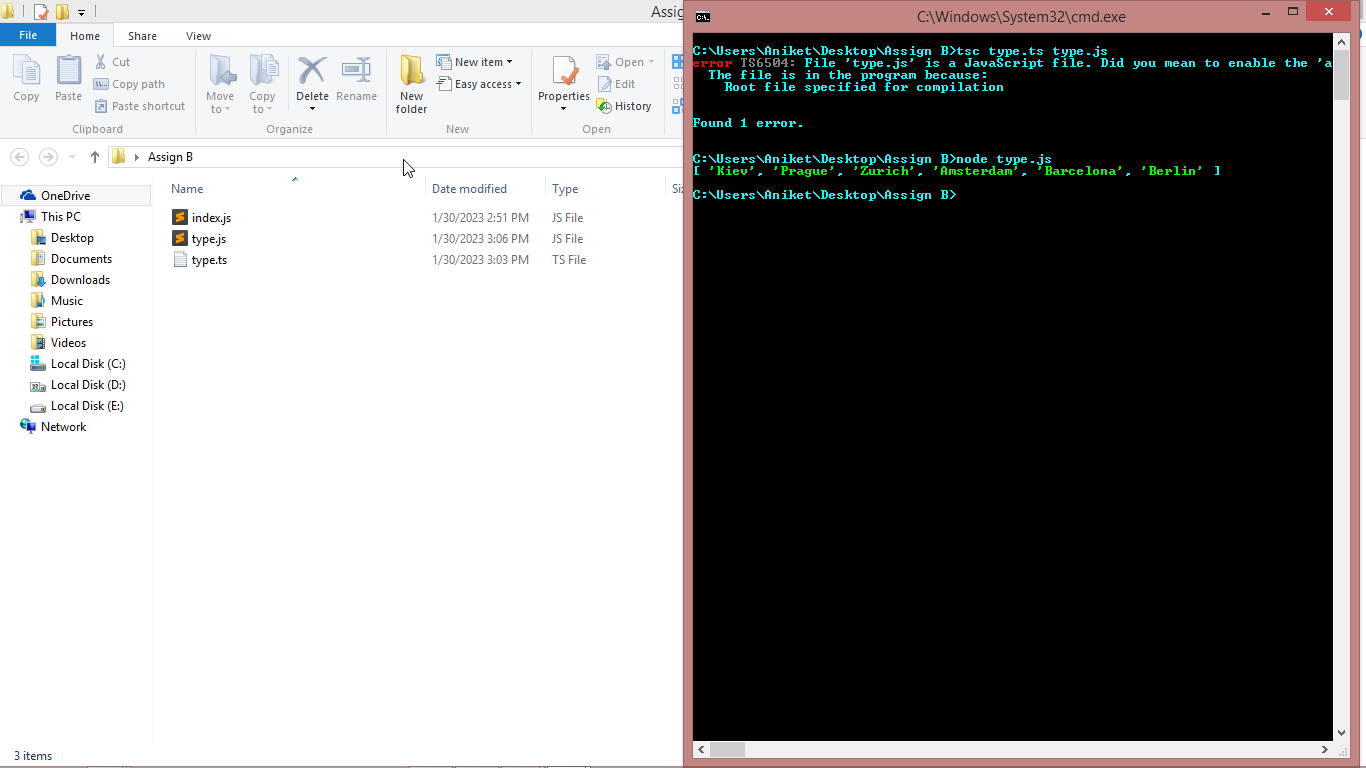 Assig
File Home Share View
Copy
Paste
Cut
Copy path
Paste shortcut
Clipboard
Move to
Copy to
Delete
Rename
Organize
New folder
New item
Easy access
New
Properties
Open
Edit
History
Open
Assign B
Name Date modified Type Siz
index.js 1/30/2023 2:51 PM JS File
type.js 1/30/2023 3:06 PM JS File
type.ts 1/30/2023 3:03 PM TS File
OneDrive
This PC
Desktop
Documents
Downloads
Music
Pictures
Videos
Local Disk (C:)
Local Disk (D:)
Local Disk (E:)
Network
3 items
C:\Windows\System32\cmd.exe
C:\Users\Aniket\Desktop\Assign B>tsc type.ts type.js
error TS6504: File 'type.js' is a JavaScript file. Did you mean to enable the 'a
The file is in the program because:
Root file specified for compilation
Found 1 error.
C:\Users\Aniket\Desktop\Assign B>node type.js
[ 'Kiev', 'Prague', 'Zurich', 'Amsterdam', 'Barcelona', 'Berlin' ]
C:\Users\Aniket\Desktop\Assign B>